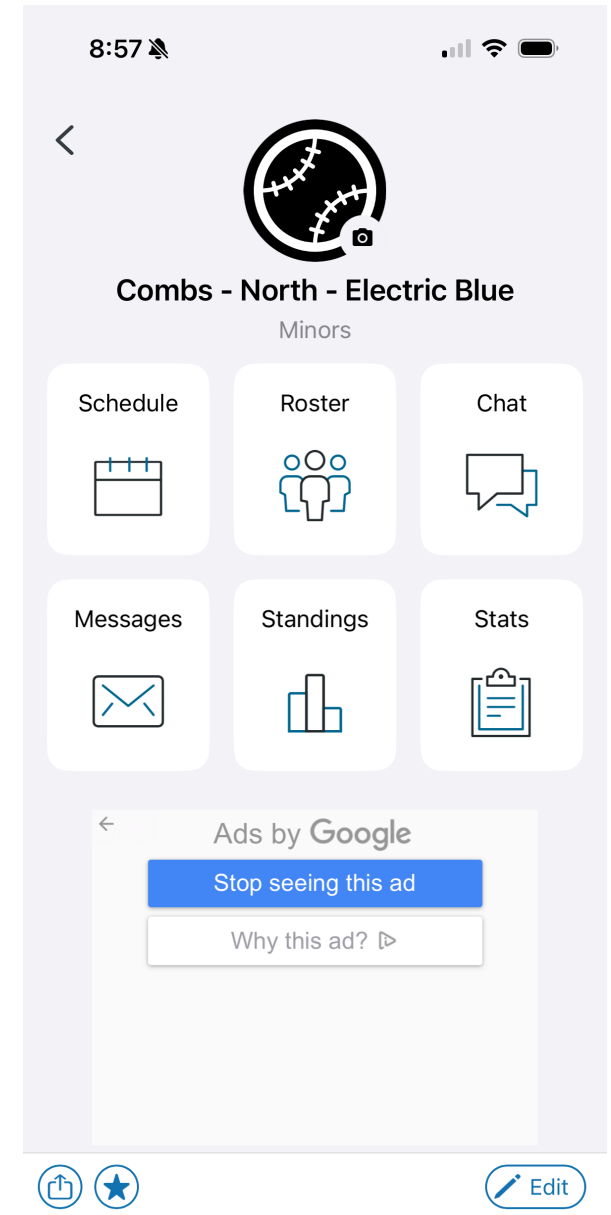 8:57
Combs - North - Electric Blue
Minors
Schedule
Roster
Chat
Messages
Standings
Stats
Ads by Google
Stop seeing this ad
Why this ad?
Edit